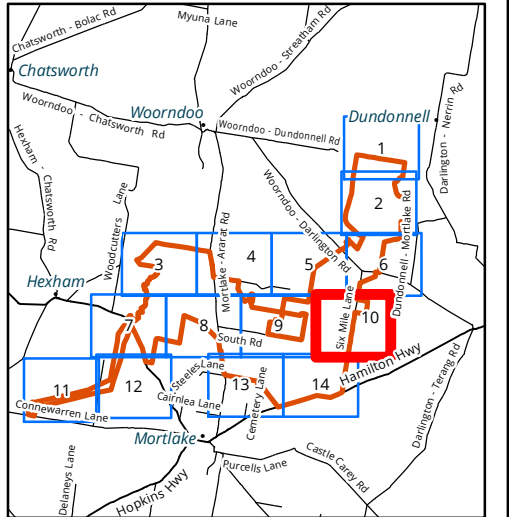 Chatsworth - Bolac Rd
Myuna Lane
Woorndoo - Streatham Rd
Chatsworth
Darlington - Nerrin Rd
Woorndoo - Chatsworth Rd
Woorndoo
Dundonnell
Woorndoo - Dundonnell Rd
Hexham - Chatsworth Rd
1
Woodcutters Lane
Woorndoo - Darlington Rd
2
Mortlake - Ararat Rd
Dundonnell - Mortlake Rd
3
4
5
6
Hexham
Six Mile Lane
7
8
9
10
South Rd
Hamilton Hwy
Steeles Lane
11
12
13
14
Cairnlea Lane
Cemetery Lane
Connewarren Lane
Darlington - Terang Rd
Mortlake
Castle Carey Rd
Purcells Lane
Delaneys Lane
Hopkins Hwy